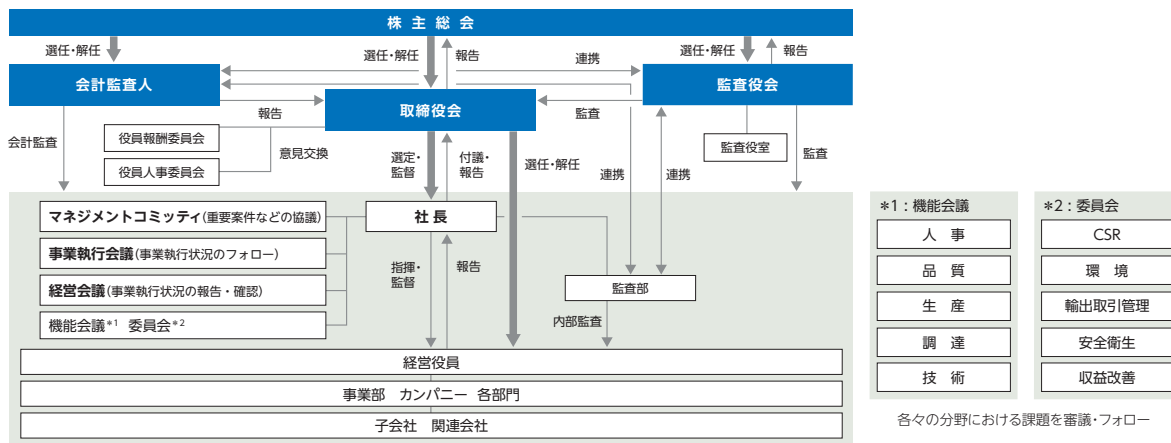 株主総会
選任・解任
選任・解任
報告
連携
選任・解任
報告
会計監査人
取締役会
監査役会
報告
監査
会計監査
役員報酬委員会
役員人事委員会
意見交換
選定・
監督
付議・
報告
選任・解任
連携
連携
監査役室
監査
マネジメントコミッティ(重要案件などの協議)
社長
事業執行会議(事業執行状況のフォロー)
経営会議(事業執行状況の報告・確認)
機能会議*1 委員会*2
指揮・
監督
報告
監査部
内部監査
経営役員
事業部 カンパニー 各部門
子会社 関連会社
*1：機能会議
人事
品質
生産
調達
技術
*2：委員会
CSR
環境
輸出取引管理
安全衛生
収益改善
各々の分野における課題を審議・フォロー